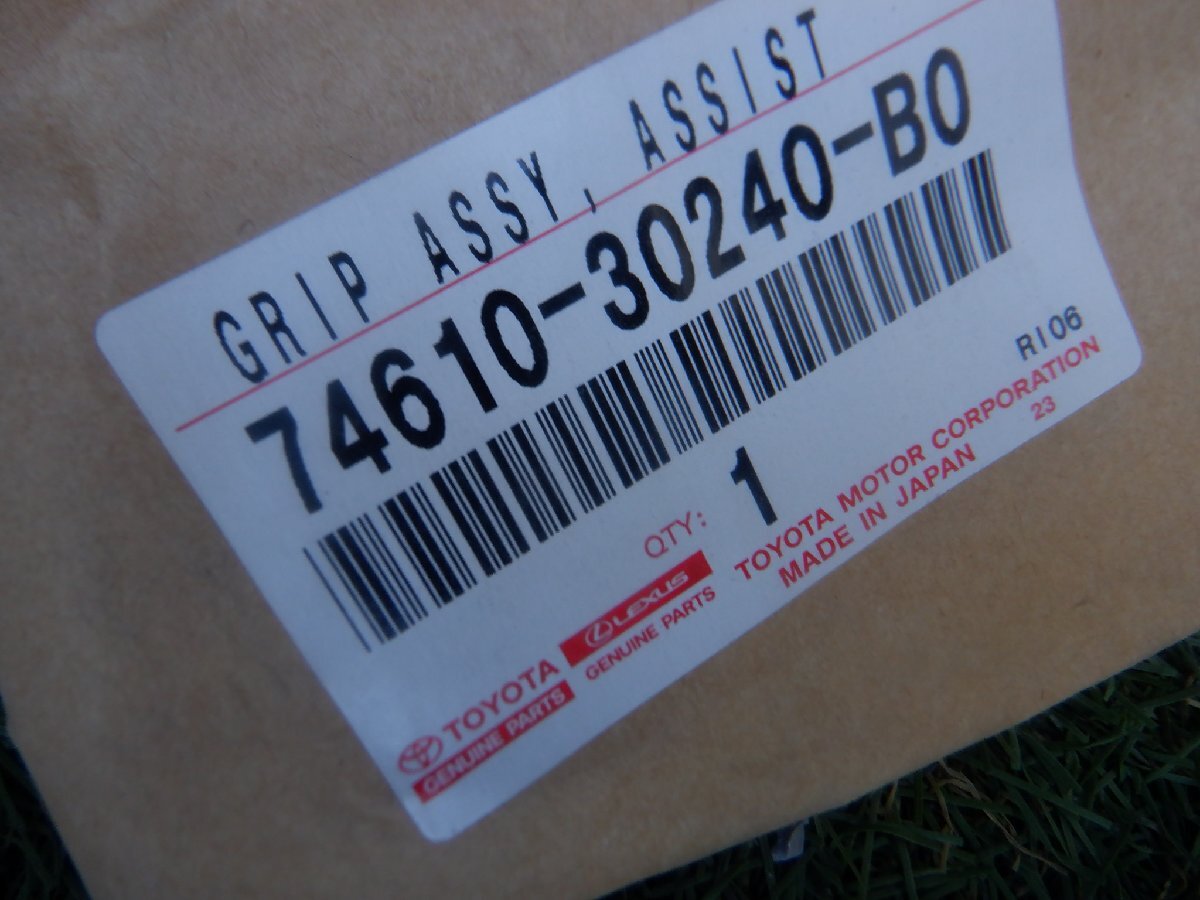 GRIP ASSY, ASSIST
74610-30240-B0
RI06
QTY: 1
TOYOTA MOTOR CORPORATION
MADE IN JAPAN 23
TOYOTA
GENUINE PARTS
LEXUS
GENUINE PARTS